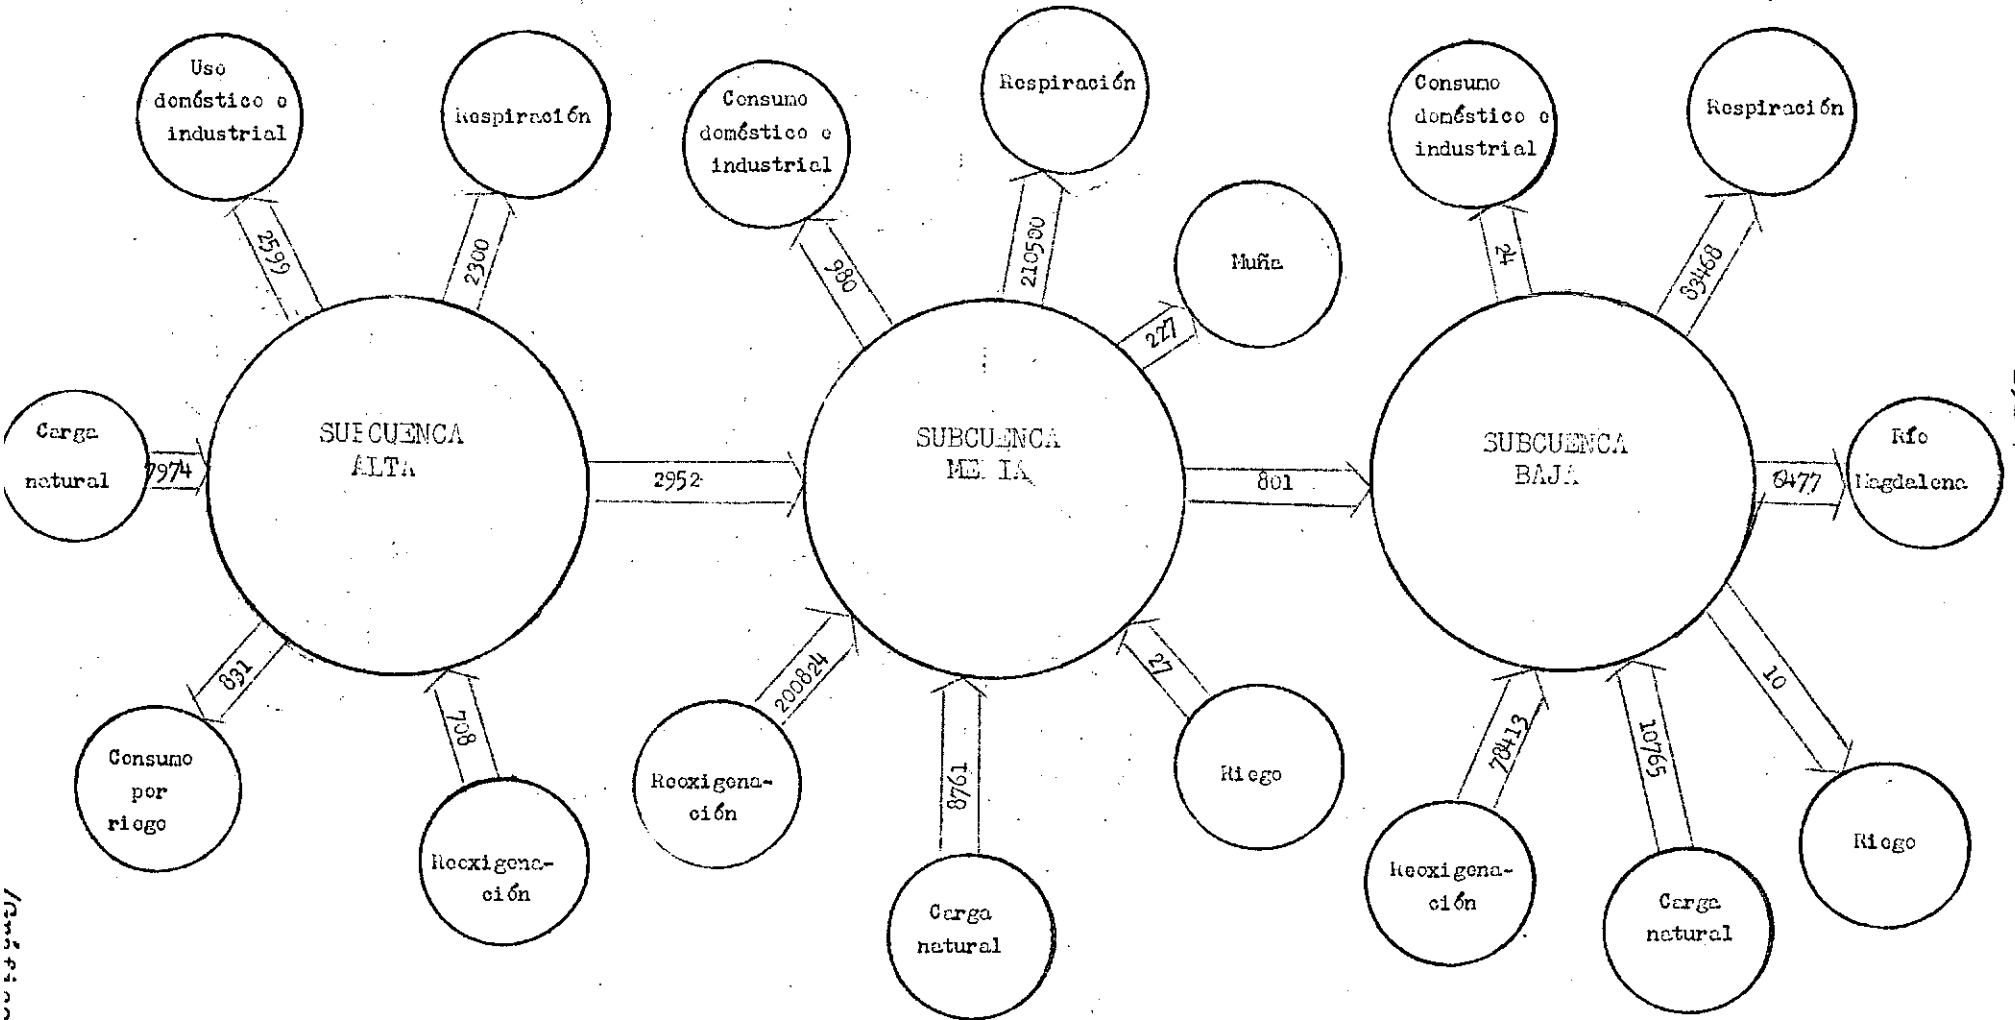 Uso
doméstico e
industrial
Respiración
Consumo
doméstico e
industrial
Respiración
Consumo
doméstico e
industrial
Respiración
Muña
2599
2300
980
210500
227
24
83468
Carga
natural
7974
SUBCUENCA
ALTA
2952
SUBCUENCA
MEDIA
801
SUBCUENCA
BAJA
6477
Río
Magdalena
831
708
200824
8761
27
78413
10765
10
Consumo
por
riego
Reoxigena-
ción
Reoxigena-
ción
Carga
natural
Riego
Reoxigena-
ción
Carga
natural
Riego